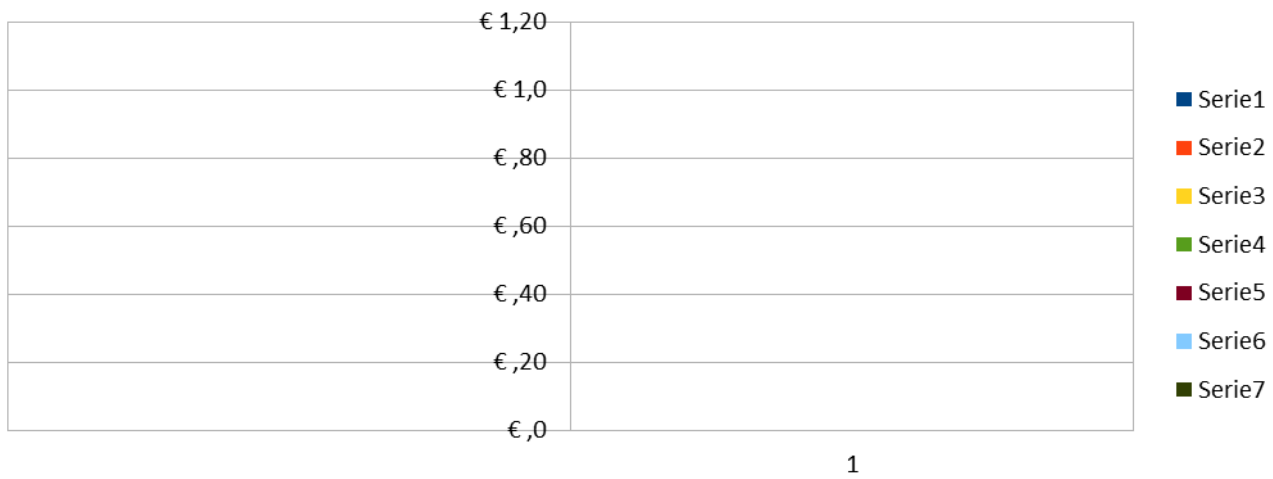 € 1,20
€ 1,0
€ ,80
€ ,60
€ ,40
€ ,20
€ ,0
1
Serie1
Serie2
Serie3
Serie4
Serie5
Serie6
Serie7